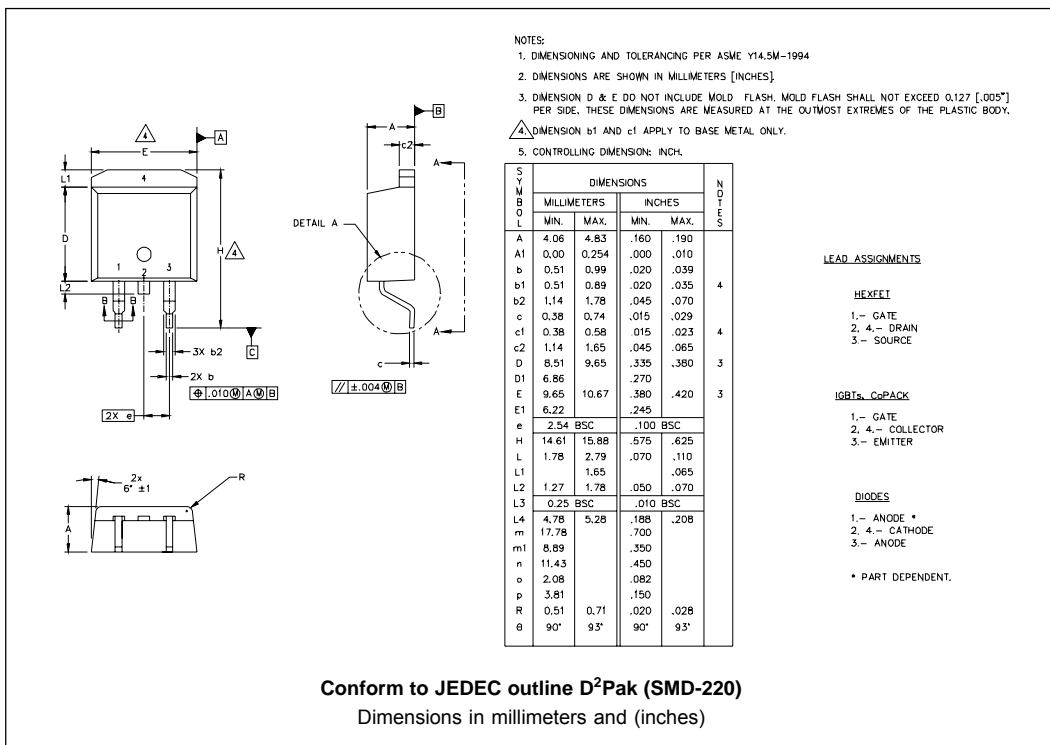 NOTES:
1. DIMENSIONING AND TOLERANCING PER ASME Y14.5M-1994
2. DIMENSIONS ARE SHOWN IN MILLIMETERS [INCHES].
3. DIMENSION D & E DO NOT INCLUDE MOLD FLASH. MOLD FLASH SHALL NOT EXCEED 0.127 [.005"]
PER SIDE. THESE DIMENSIONS ARE MEASURED AT THE OUTMOST EXTREMES OF THE PLASTIC BODY.
4. DIMENSION b1 AND c1 APPLY TO BASE METAL ONLY.
5. CONTROLLING DIMENSION: INCH.
4
A
E
L1
4
D
H
4
1
2
3
L2
B
B
3X b2
C
2X b
⌖ .010Ⓜ A Ⓜ B
2X e
B
A
c2
A
DETAIL A
A
c
// ±.004Ⓜ B
2x
6° ±1
R
A
SYMBOL DIMENSIONS NOTES
MILLIMETERS INCHES
MIN. MAX. MIN. MAX.
A 4.06 4.83 .160 .190
A1 0.00 0.254 .000 .010
b 0.51 0.99 .020 .039
b1 0.51 0.89 .020 .035 4
b2 1.14 1.78 .045 .070
c 0.38 0.74 .015 .029
c1 0.38 0.58 .015 .023 4
c2 1.14 1.65 .045 .065
D 8.51 9.65 .335 .380 3
D1 6.86 .270
E 9.65 10.67 .380 .420 3
E1 6.22 .245
e 2.54 BSC .100 BSC
H 14.61 15.88 .575 .625
L 1.78 2.79 .070 .110
L1 1.65 .065
L2 1.27 1.78 .050 .070
L3 0.25 BSC .010 BSC
L4 4.78 5.28 .188 .208
m 17.78 .700
m1 8.89 .350
n 11.43 .450
o 2.08 .082
p 3.81 .150
R 0.51 0.71 .020 .028
θ 90° 93° 90° 93°
LEAD ASSIGNMENTS
HEXFET
1.- GATE
2, 4.- DRAIN
3.- SOURCE
IGBTs, CoPACK
1.- GATE
2, 4.- COLLECTOR
3.- EMITTER
DIODES
1.- ANODE *
2, 4.- CATHODE
3.- ANODE
* PART DEPENDENT.
Conform to JEDEC outline D²Pak (SMD-220)
Dimensions in millimeters and (inches)